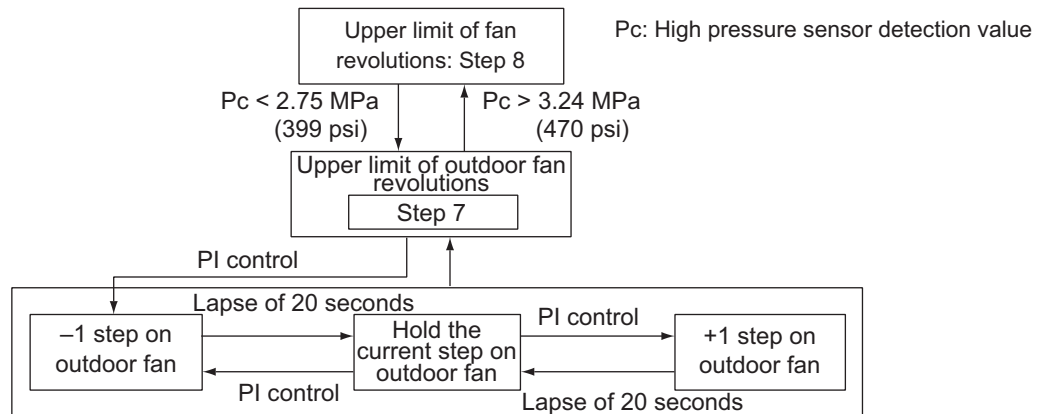 Upper limit of fan
revolutions: Step 8
Pc: High pressure sensor detection value
Pc < 2.75 MPa
(399 psi)
Pc > 3.24 MPa
(470 psi)
Upper limit of outdoor fan
revolutions
Step 7
PI control
Lapse of 20 seconds
–1 step on
outdoor fan
Hold the
current step on
outdoor fan
PI control
+1 step on
outdoor fan
PI control
Lapse of 20 seconds